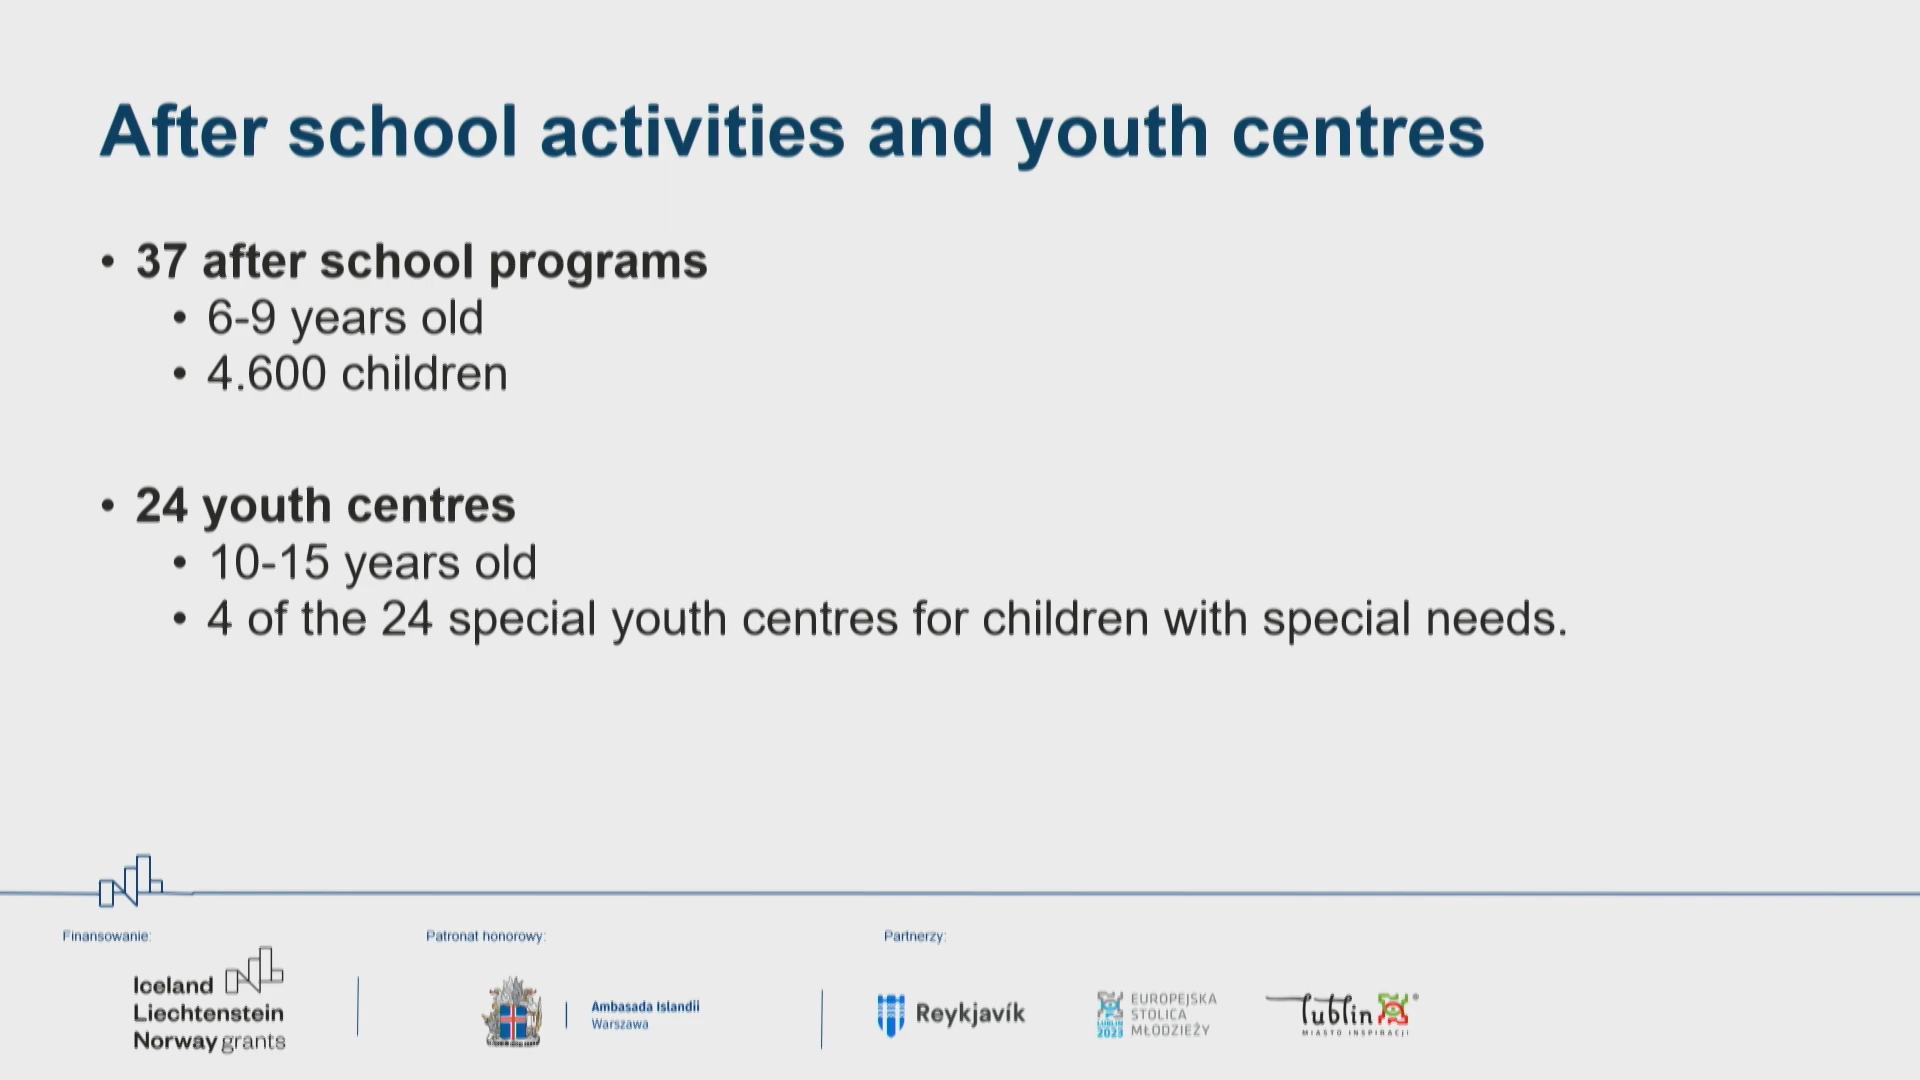 After school activities and youth centres
• 37 after school programs
• 6-9 years old
• 4.600 children
• 24 youth centres
• 10-15 years old
• 4 of the 24 special youth centres for children with special needs.
Finansowanie:
Patronat honorowy:
Partnerzy:
Iceland
Liechtenstein
Norway grants
Ambasada Islandii
Warszawa
Reykjavík
LUBLIN
2023
EUROPEJSKA
STOLICA
MŁODZIEŻY
lublin
MIASTO INSPIRACJI